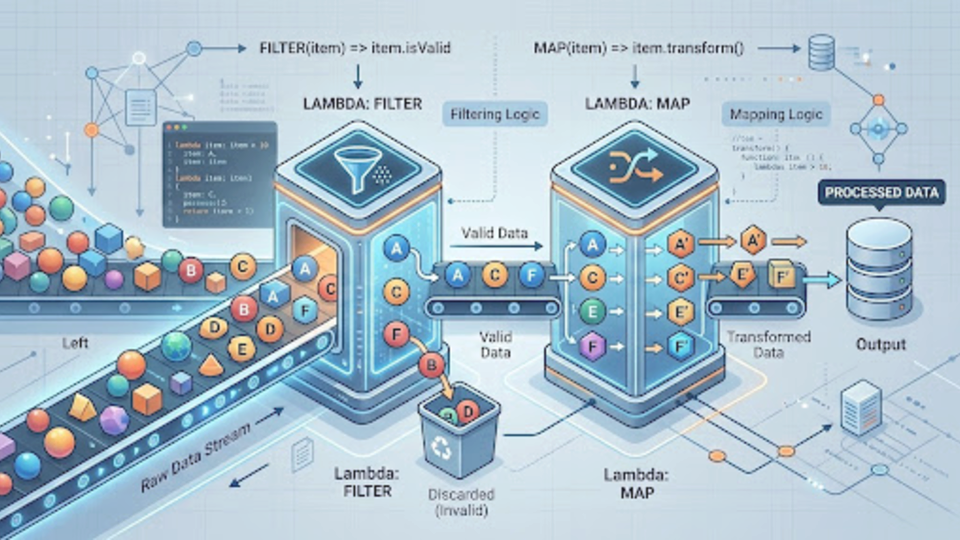 FILTER(item) => item.isValid
MAP(item) => item.transform()
LAMBDA: FILTER
LAMBDA: MAP
Filtering Logic
Mapping Logic
transform() {
PROCESSED DATA
A
C
F
B
D
Valid Data
A C F
Valid
Data
A
C
E
F
A'
C'
E'
F'
A'
E'
F'
Transformed
Data
Output
B
C
A
C
A
B
F
D
D
E
Left
Raw Data Stream
Lambda:
FILTER
Discarded
(Invalid)
Lambda:
MAP